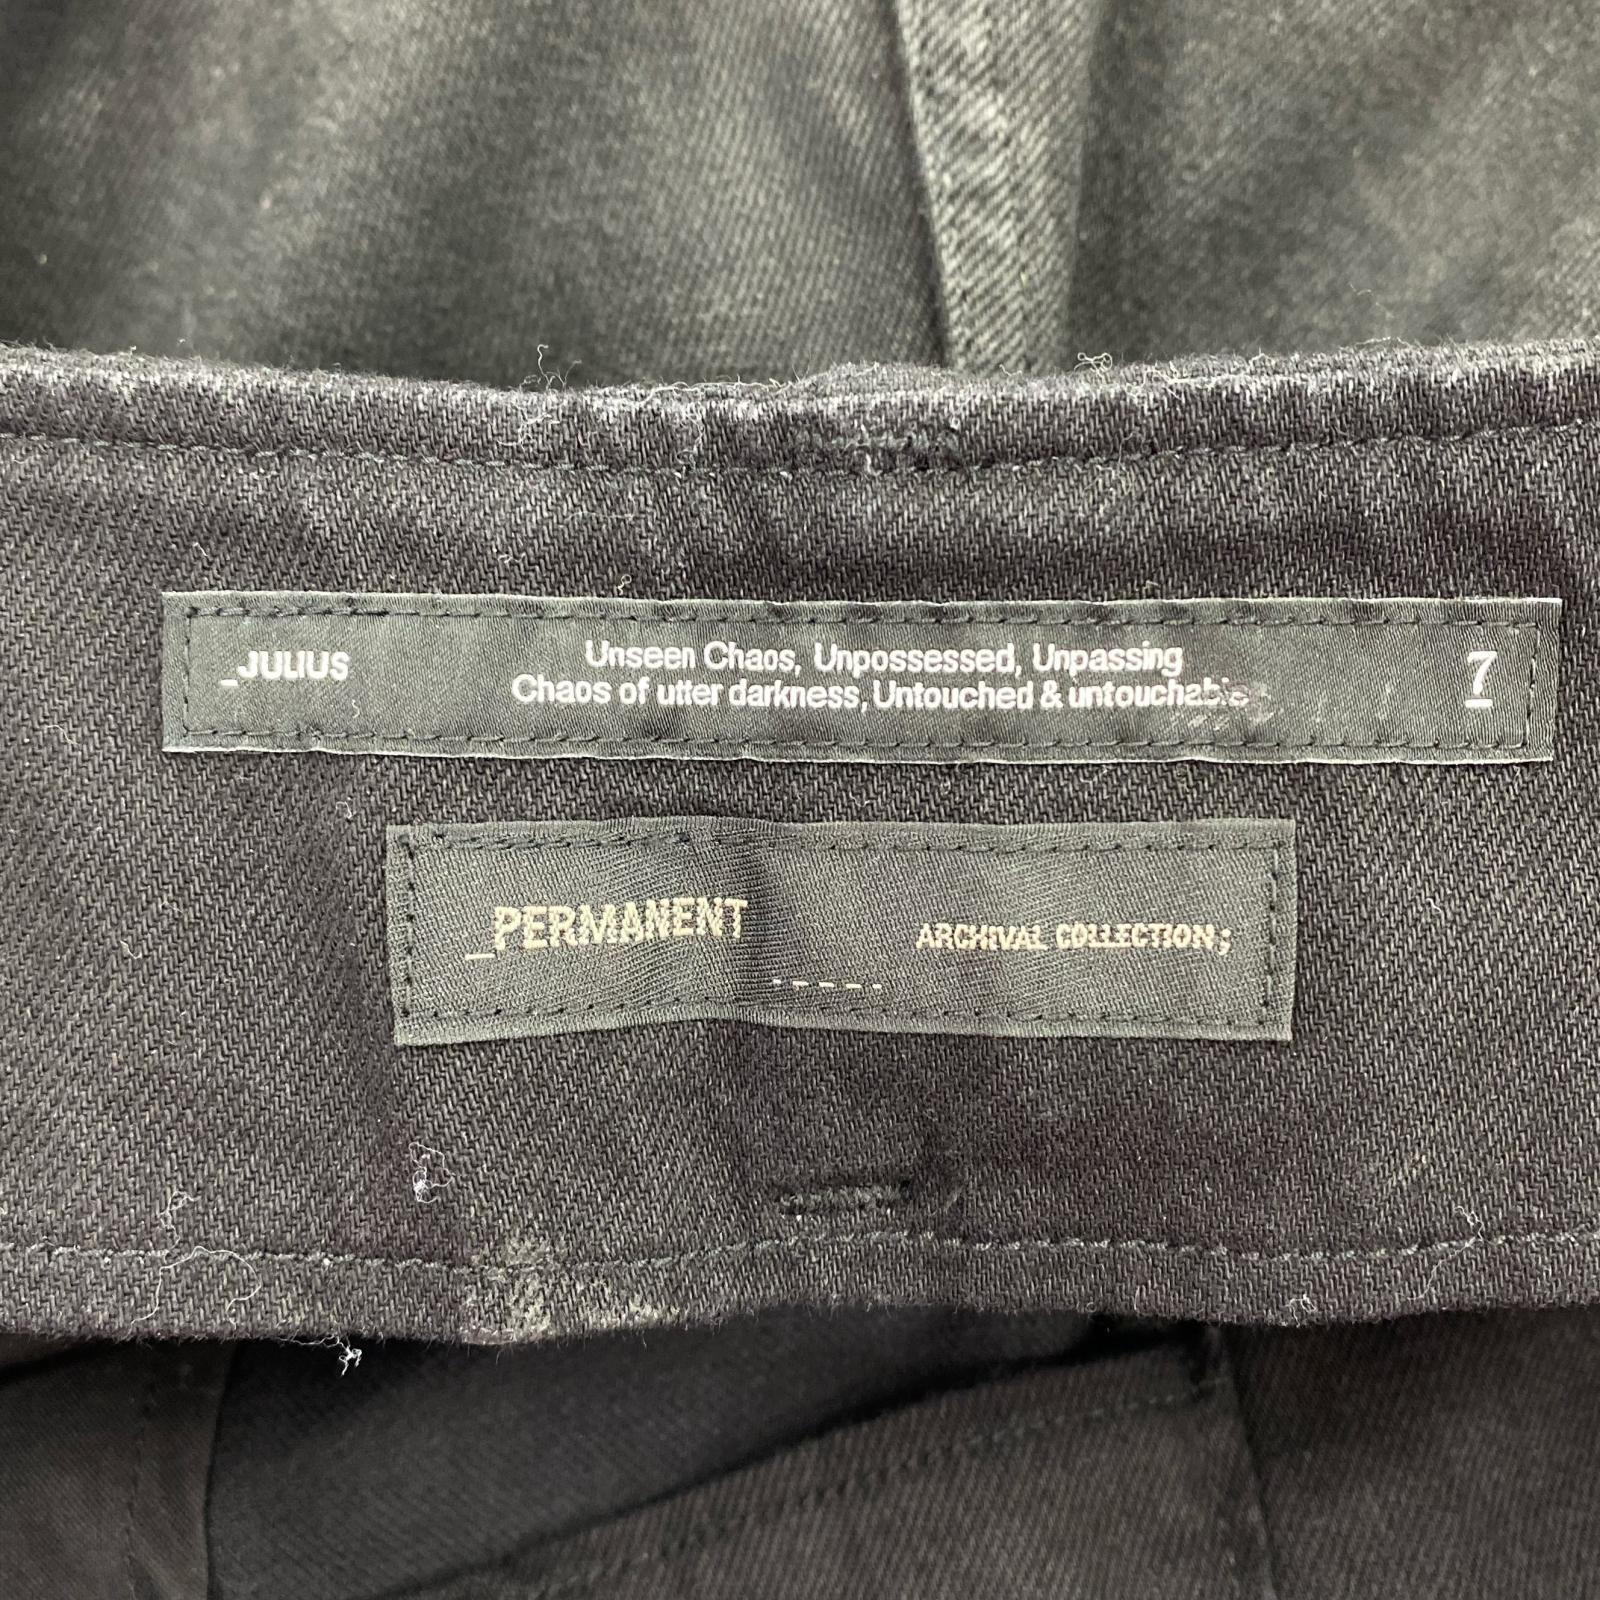 _JULIUS
Unseen Chaos, Unpossessed, Unpassing
Chaos of utter darkness, Untouched & untouchable
7
_PERMANENT
ARCHIVAL COLLECTION;
-----